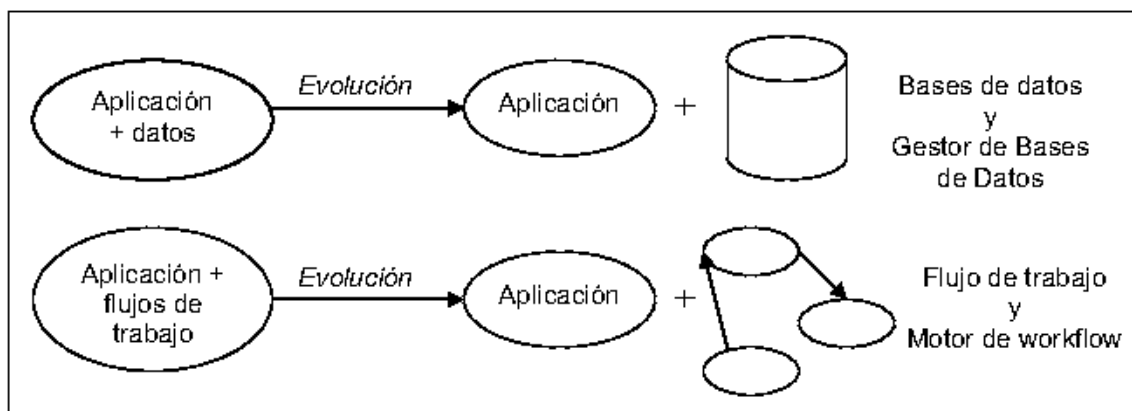 Aplicación
+ datos
Evolución
Aplicación
+
Bases de datos
y
Gestor de Bases
de Datos
Aplicación +
flujos de
trabajo
Evolución
Aplicación
+
Flujo de trabajo
y
Motor de workflow